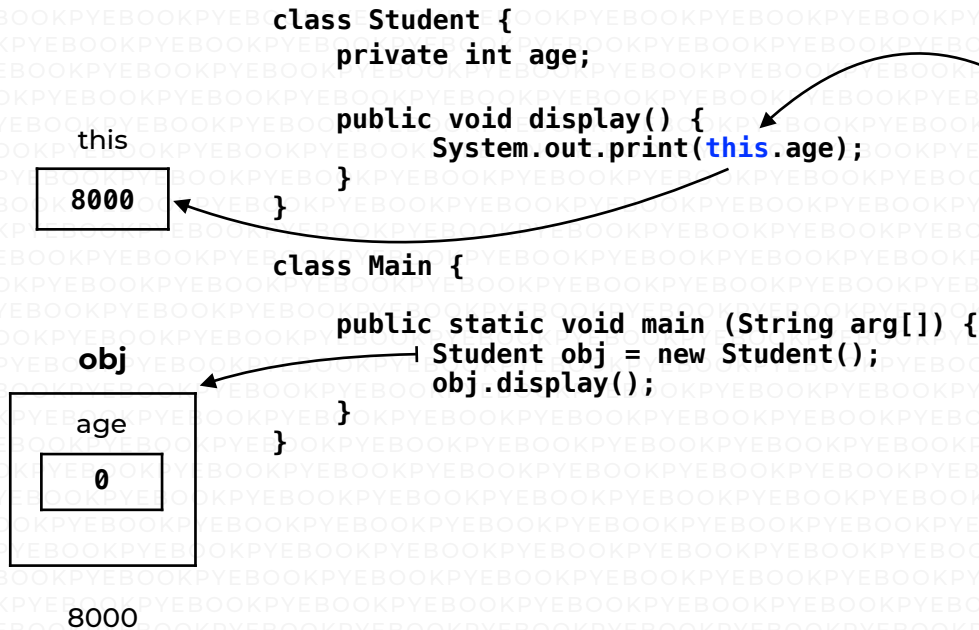 class Student {
private int age;
public void display() {
System.out.print(this.age);
}
}
class Main {
public static void main (String arg[]) {
Student obj = new Student();
obj.display();
}
}
this
8000
obj
age
0
8000